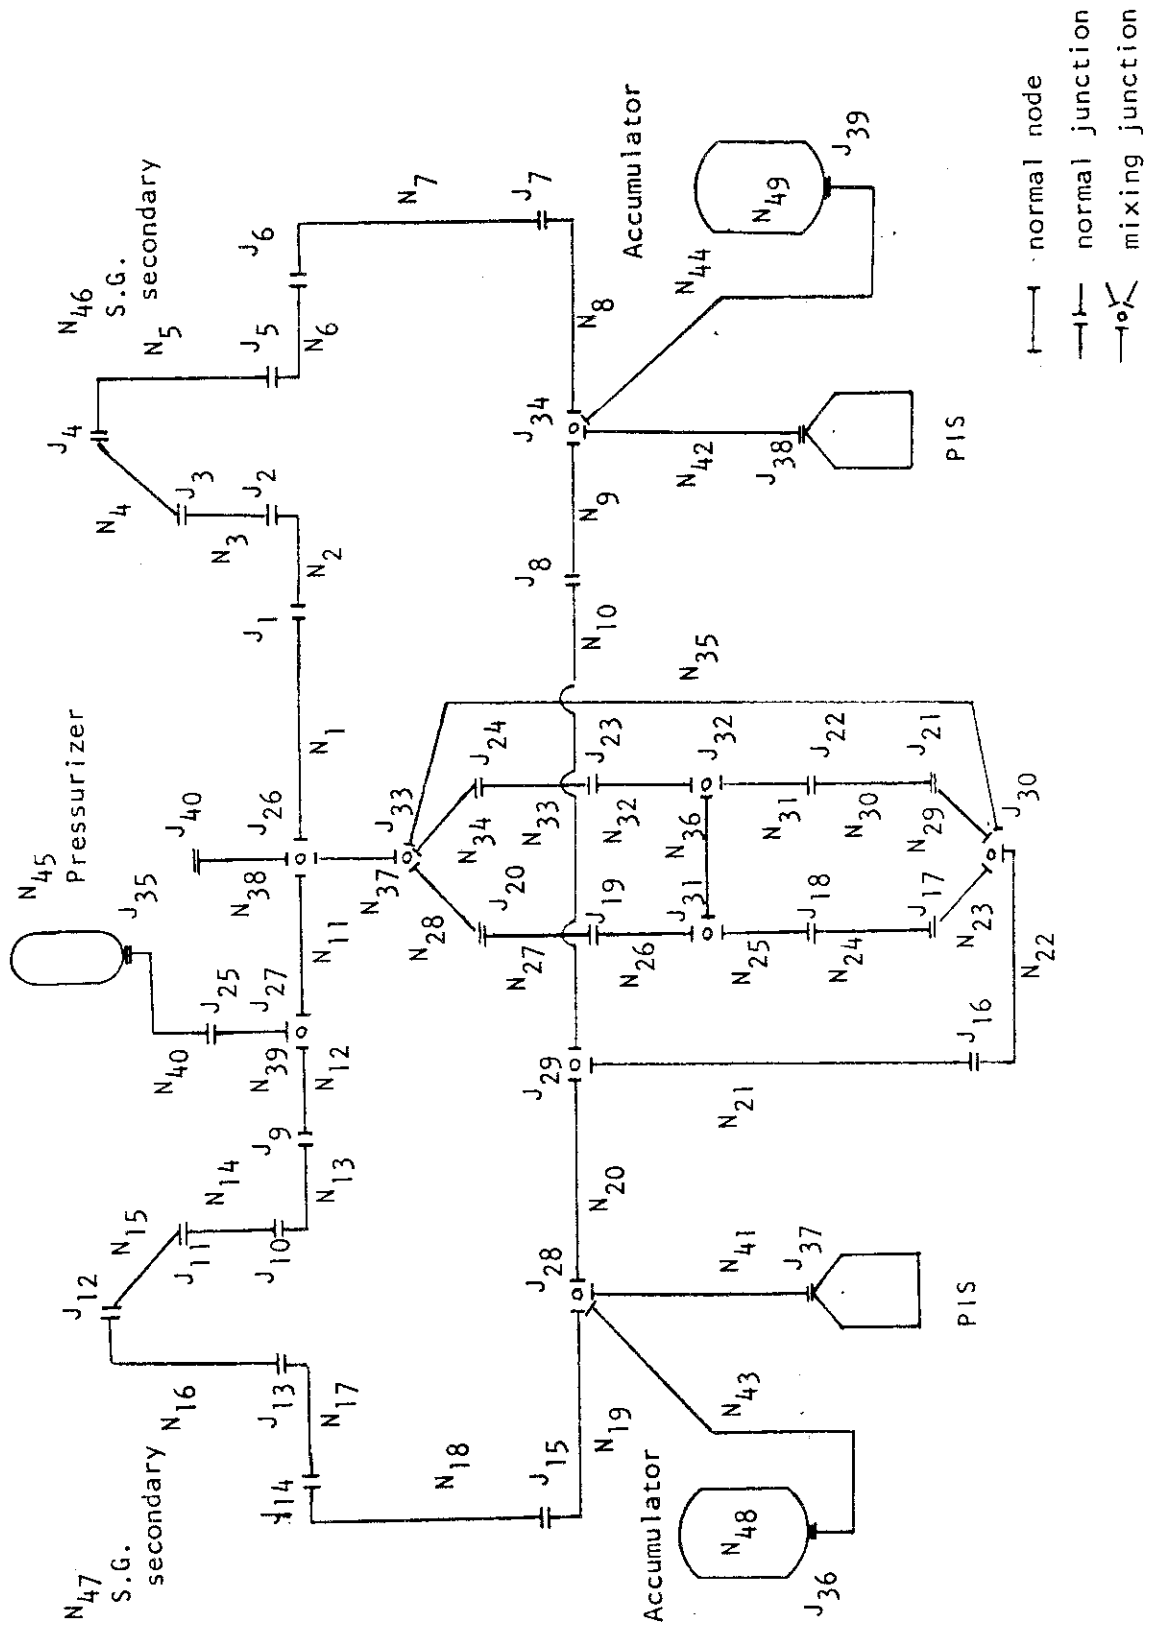 N45
Pressurizer
N47
S.G.
secondary
N46
S.G.
secondary
J12
N15
J11
N14
J10
J9
N13
N12
N16
J13
N17
J14
N18
J15
N19
N40
J35
J25
N39
J27
N11
N38
J40
J26
N1
J1
N2
J2
N3
J3
N4
J4
N5
J5
N6
J6
N7
J7
N8
J34
N9
J8
N10
N37
J33
N28
J20
N34
J24
N27
J19
N33
J23
N26
J31
N36
N32
J32
N35
N25
J18
N31
J22
N24
J17
N30
J21
N23
N29
J30
N22
J16
N21
J29
N20
J28
N41
J37
PIS
N43
Accumulator
N48
J36
N42
J38
PIS
N44
Accumulator
N49
J39
normal node
normal junction
mixing junction